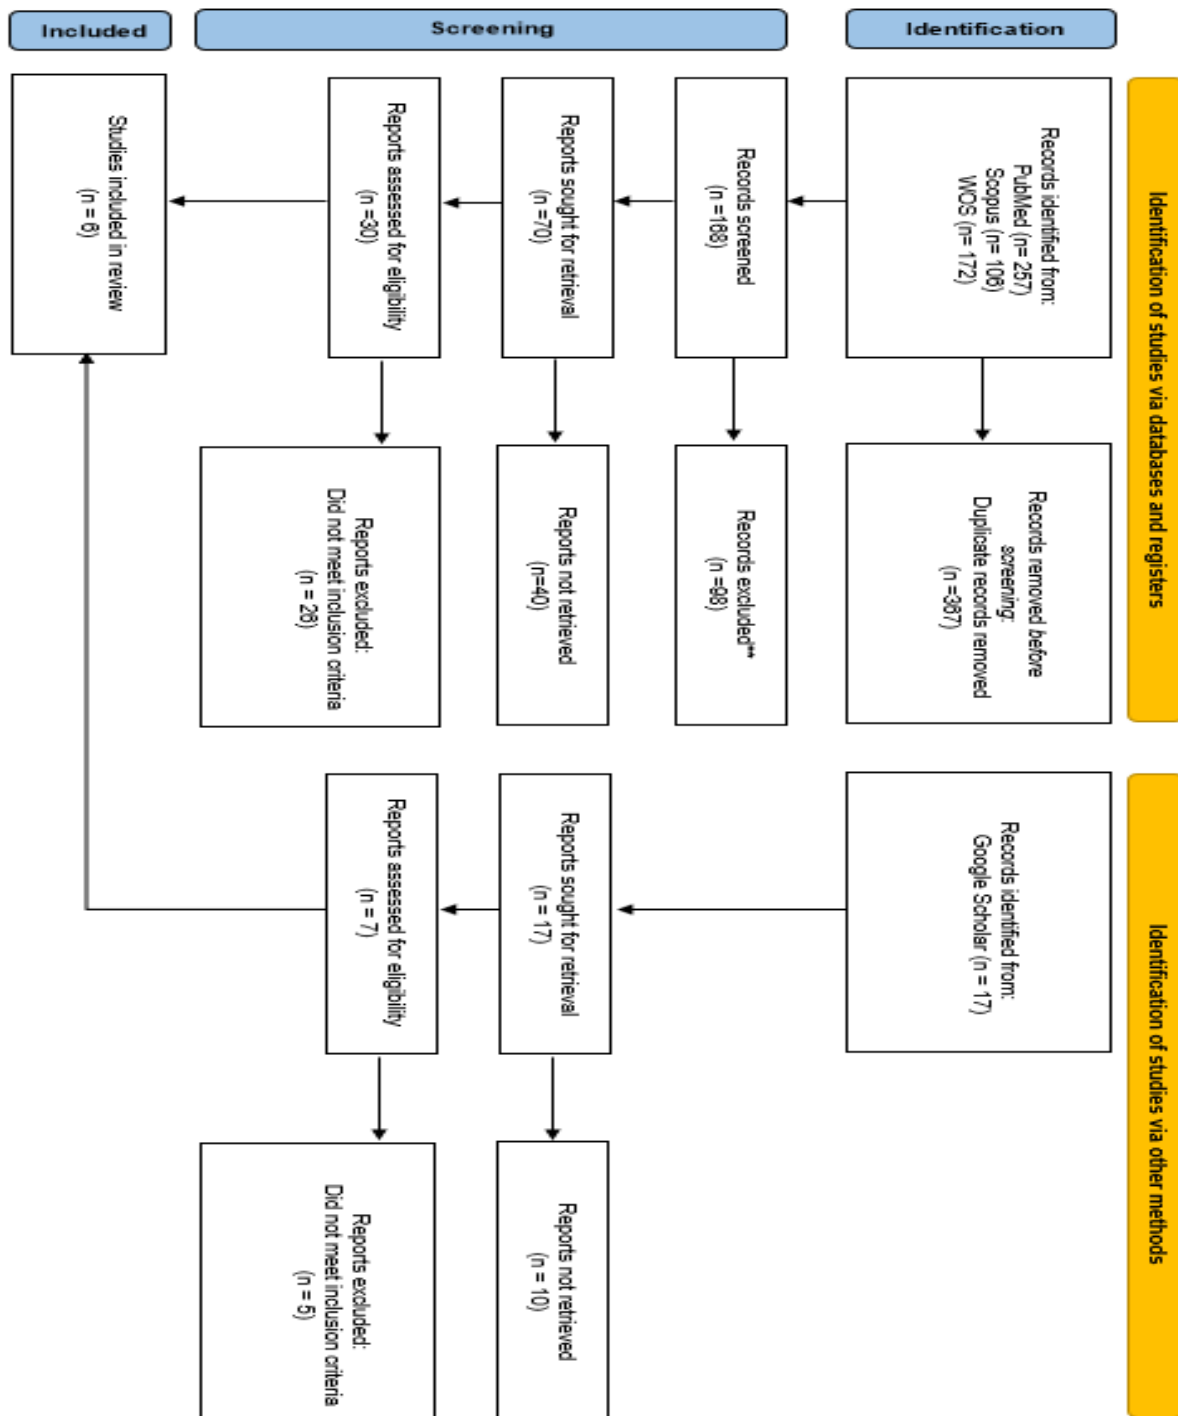 Identification of studies via databases and registers
Identification of studies via other methods
Identification
Records identified from:
PubMed (n= 257)
Scopus (n= 106)
WOS (n= 172)
Records removed before
screening:
Duplicate records removed
(n =367)
Records identified from:
Google Scholar (n = 17)
Screening
Records screened
(n =168)
Records excluded**
(n =98)
Reports sought for retrieval
(n =70)
Reports not retrieved
(n=40)
Reports sought for retrieval
(n = 17)
Reports not retrieved
(n = 10)
Reports assessed for eligibility
(n =30)
Reports excluded:
Did not meet inclusion criteria
(n = 26)
Reports assessed for eligibility
(n = 7)
Reports excluded:
Did not meet inclusion criteria
(n = 5)
Included
Studies included in review
(n = 6)